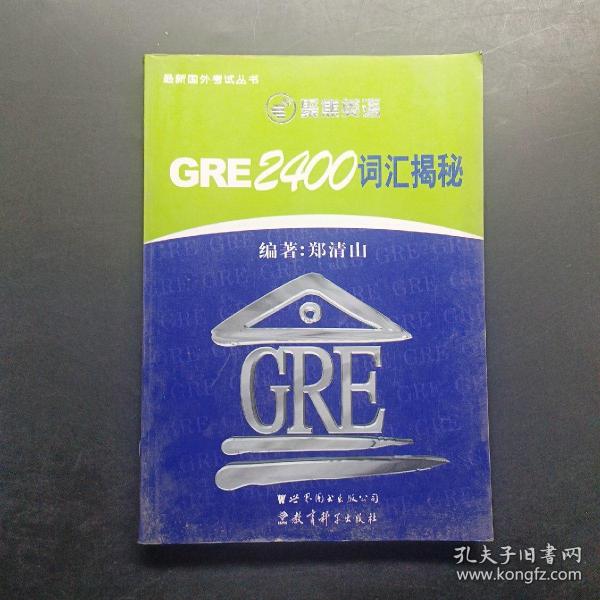 最新国外考试丛书
聚焦英语
GRE2400词汇揭秘
编著:郑清山
GRE
世界图书出版公司
教育科学出版社
孔夫子旧书网
www.kongfz.com